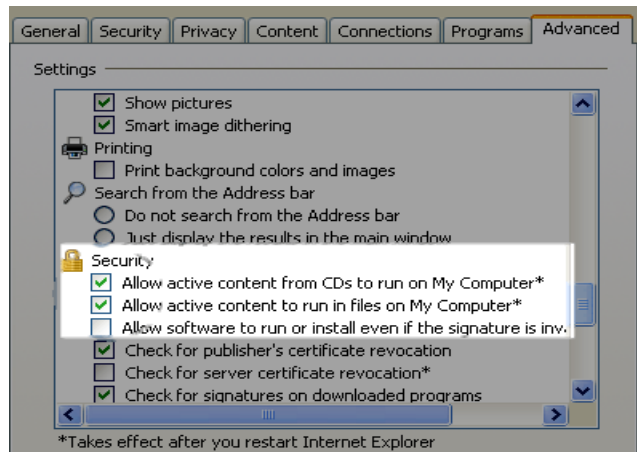 General Security Privacy Content Connections Programs Advanced
Settings
Show pictures
Smart image dithering
Printing
Print background colors and images
Search from the Address bar
Do not search from the Address bar
Just display the results in the main window
Security
Allow active content from CDs to run on My Computer*
Allow active content to run in files on My Computer*
Allow software to run or install even if the signature is inv
Check for publisher's certificate revocation
Check for server certificate revocation*
Check for signatures on downloaded programs
*Takes effect after you restart Internet Explorer